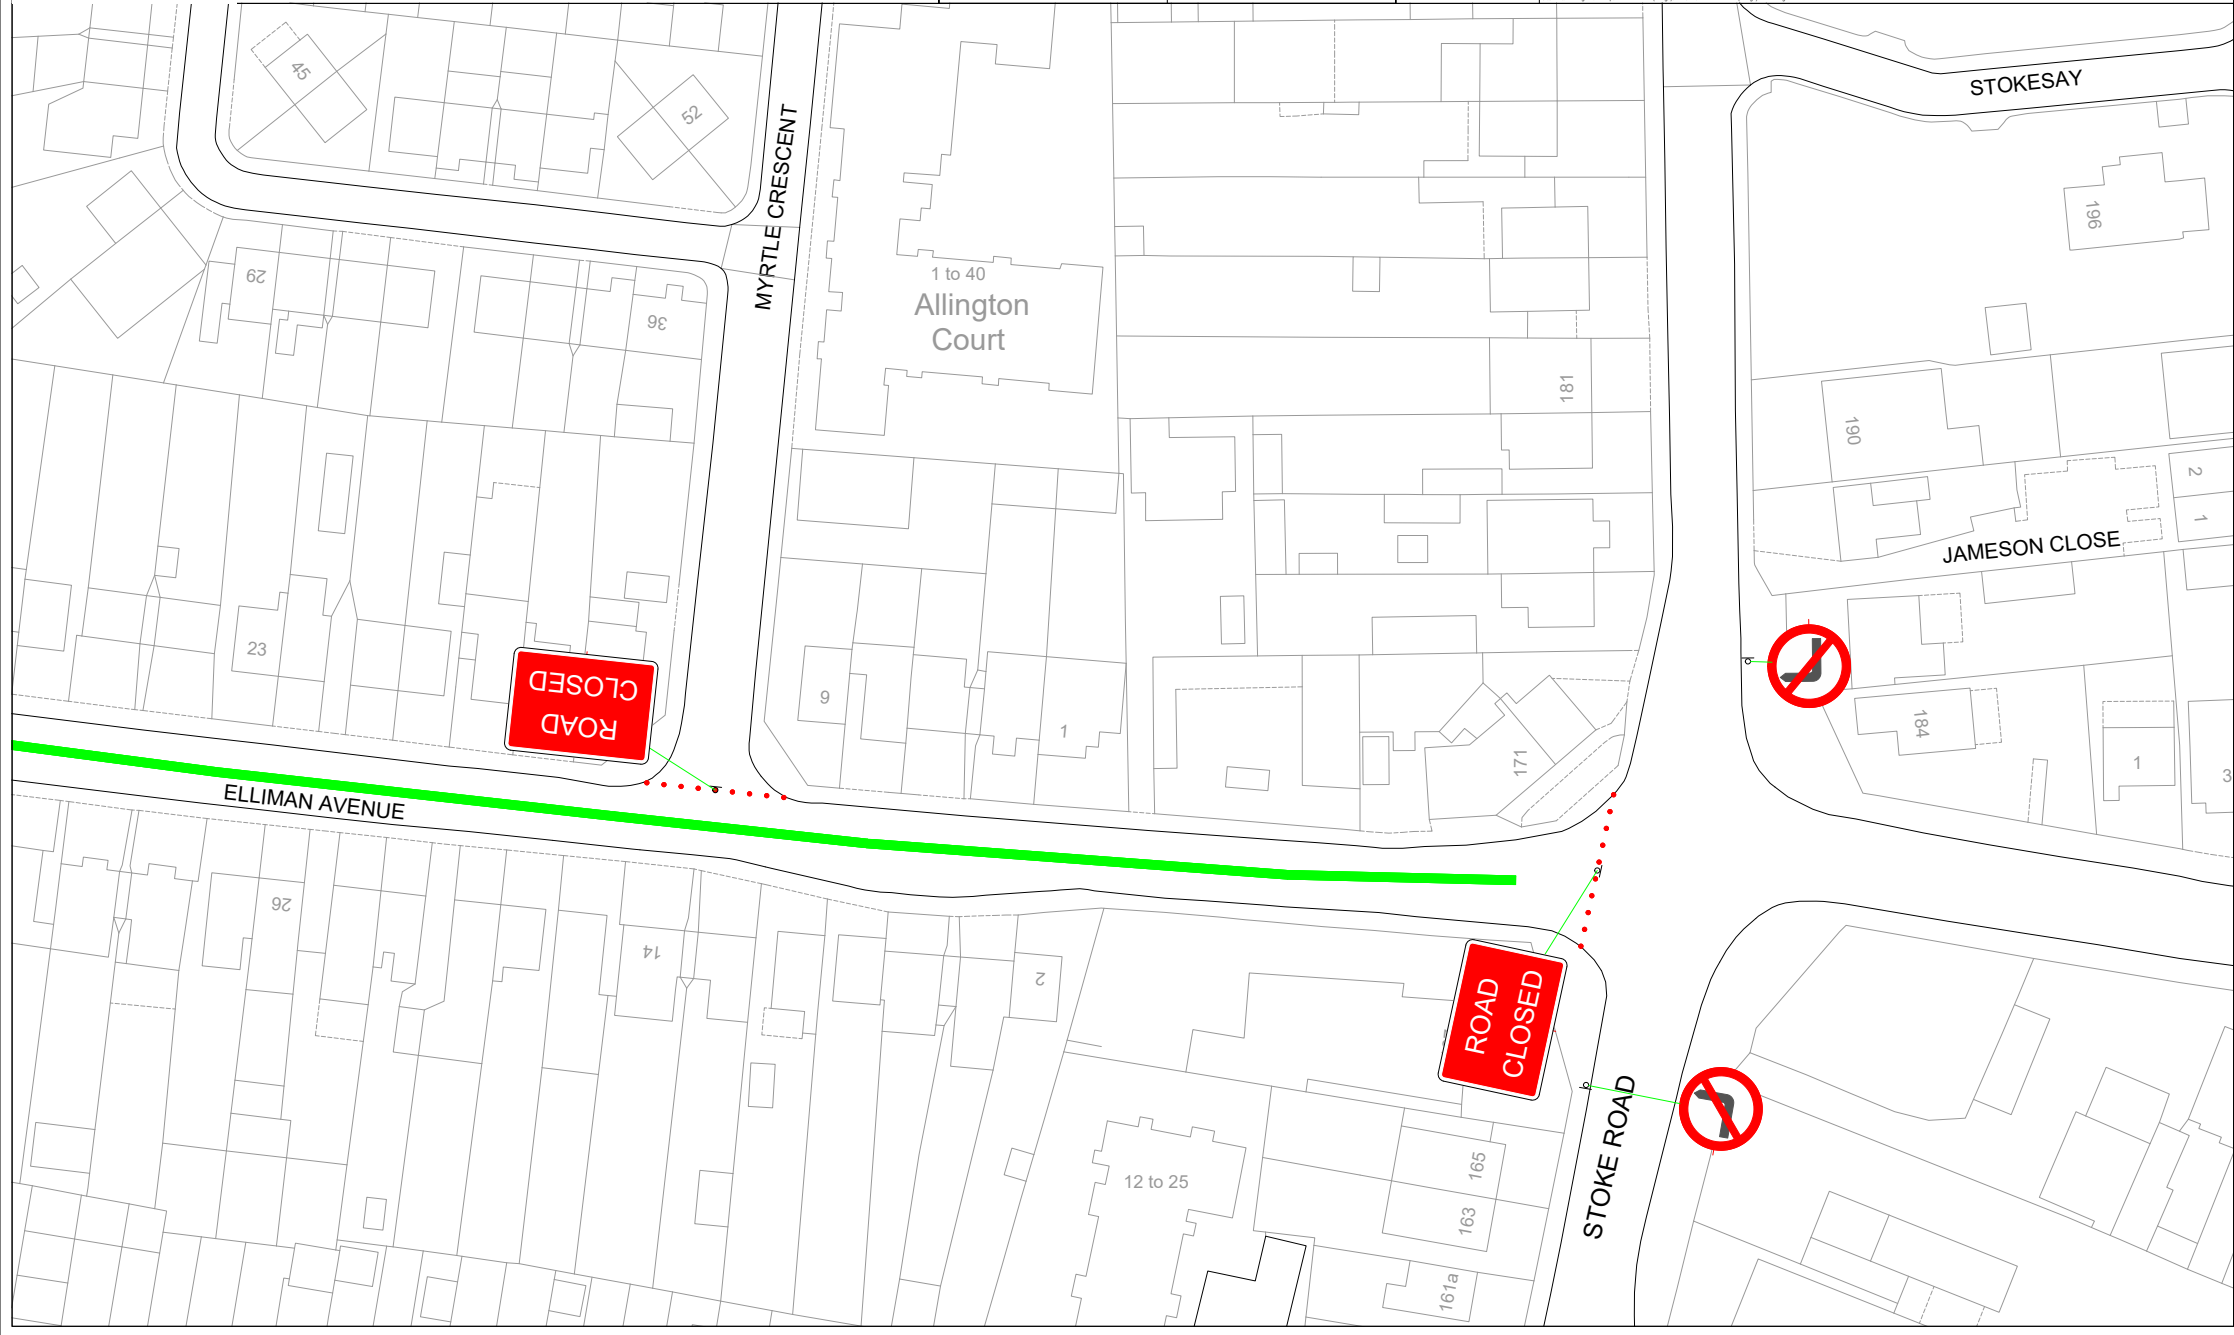 STOKESAY
45
52
MYRTLE CRESCENT
196
29
36
1 to 40
Allington
Court
181
190
2
1
JAMESON CLOSE
23
9
1
171
184
1
3
ROAD
CLOSED
ELLIMAN AVENUE
26
14
2
ROAD
CLOSED
STOKE ROAD
12 to 25
165
163
161a